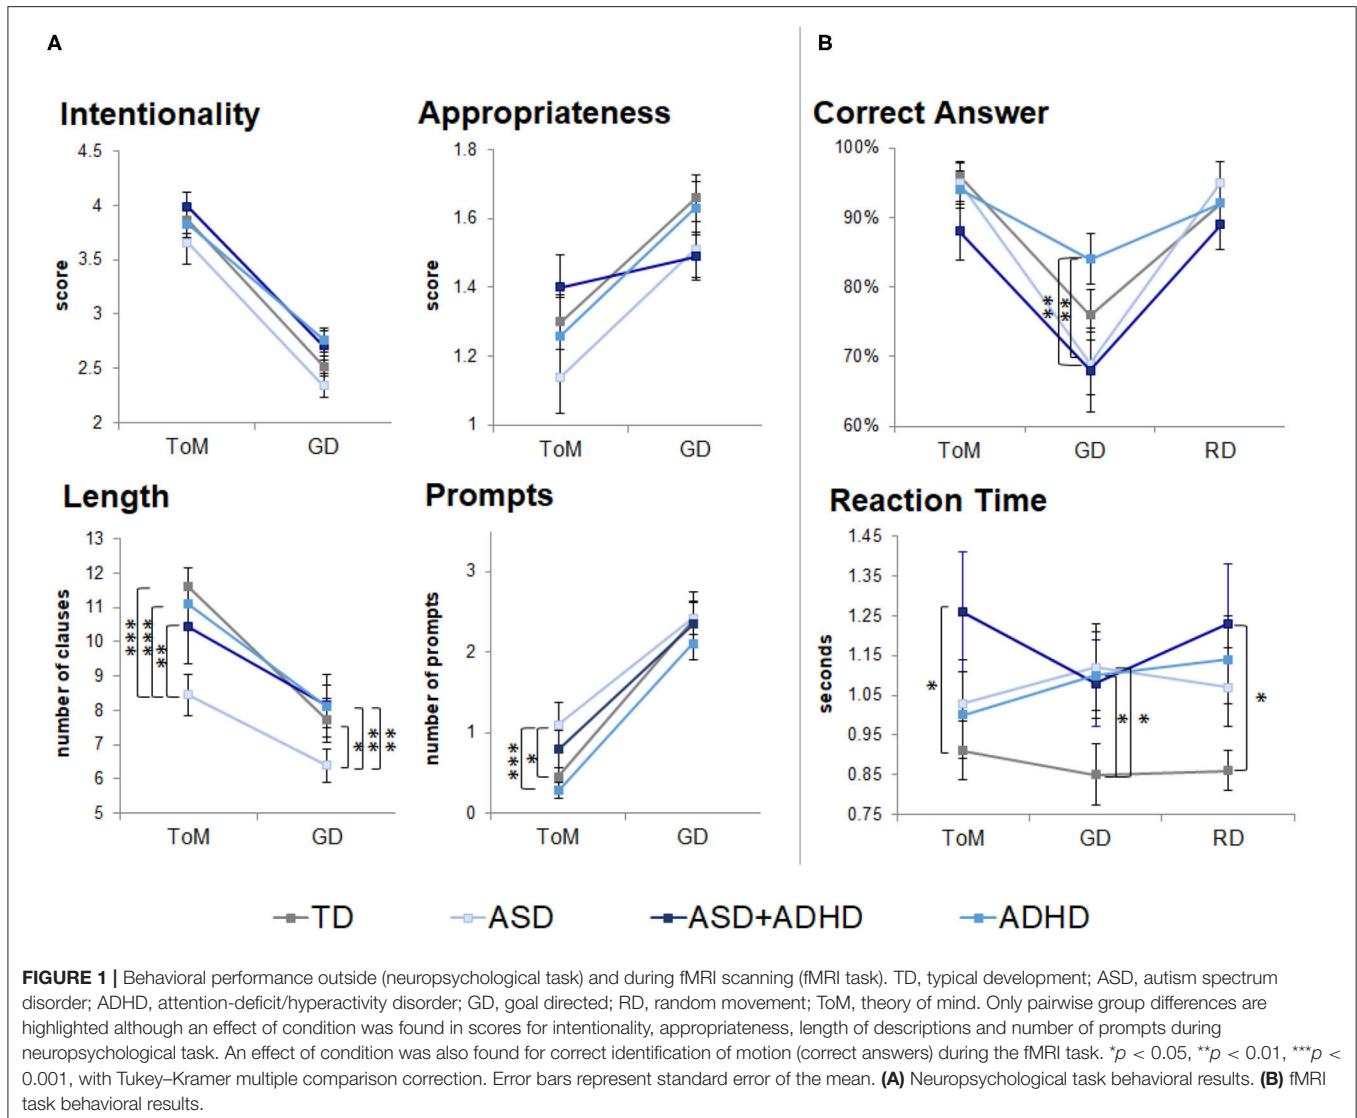 A
B
Intentionality
4.5
4
3.5
3
2.5
2
score
ToM
GD
Appropriateness
1.8
1.6
1.4
1.2
1
score
ToM
GD
Correct Answer
100%
90%
80%
70%
60%
**
**
ToM
GD
RD
Length
13
12
11
10
9
8
7
6
5
number of clauses
***
***
**
*
**
**
ToM
GD
Prompts
3
2
1
0
number of prompts
***
*
ToM
GD
Reaction Time
1.45
1.35
1.25
1.15
1.05
0.95
0.85
0.75
seconds
*
*
*
*
ToM
GD
RD
TD
ASD
ASD+ADHD
ADHD
FIGURE 1 | Behavioral performance outside (neuropsychological task) and during fMRI scanning (fMRI task). TD, typical development; ASD, autism spectrum
disorder; ADHD, attention-deficit/hyperactivity disorder; GD, goal directed; RD, random movement; ToM, theory of mind. Only pairwise group differences are
highlighted although an effect of condition was found in scores for intentionality, appropriateness, length of descriptions and number of prompts during
neuropsychological task. An effect of condition was also found for correct identification of motion (correct answers) during the fMRI task. *p < 0.05, **p < 0.01, ***p <
0.001, with Tukey–Kramer multiple comparison correction. Error bars represent standard error of the mean. (A) Neuropsychological task behavioral results. (B) fMRI
task behavioral results.